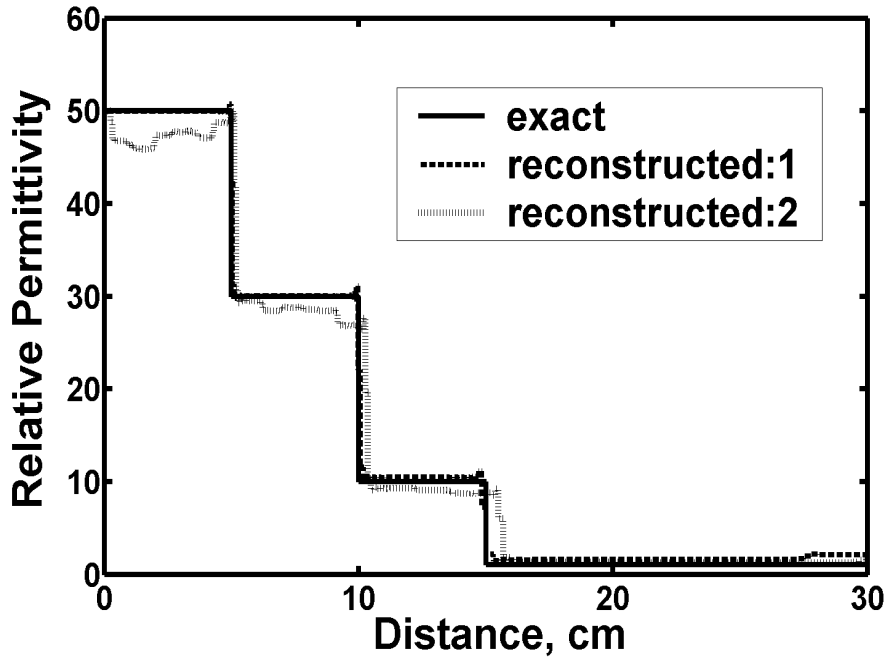 60
50
40
30
20
10
0
Relative Permittivity
exact
reconstructed:1
reconstructed:2
0
10
20
30
Distance, cm